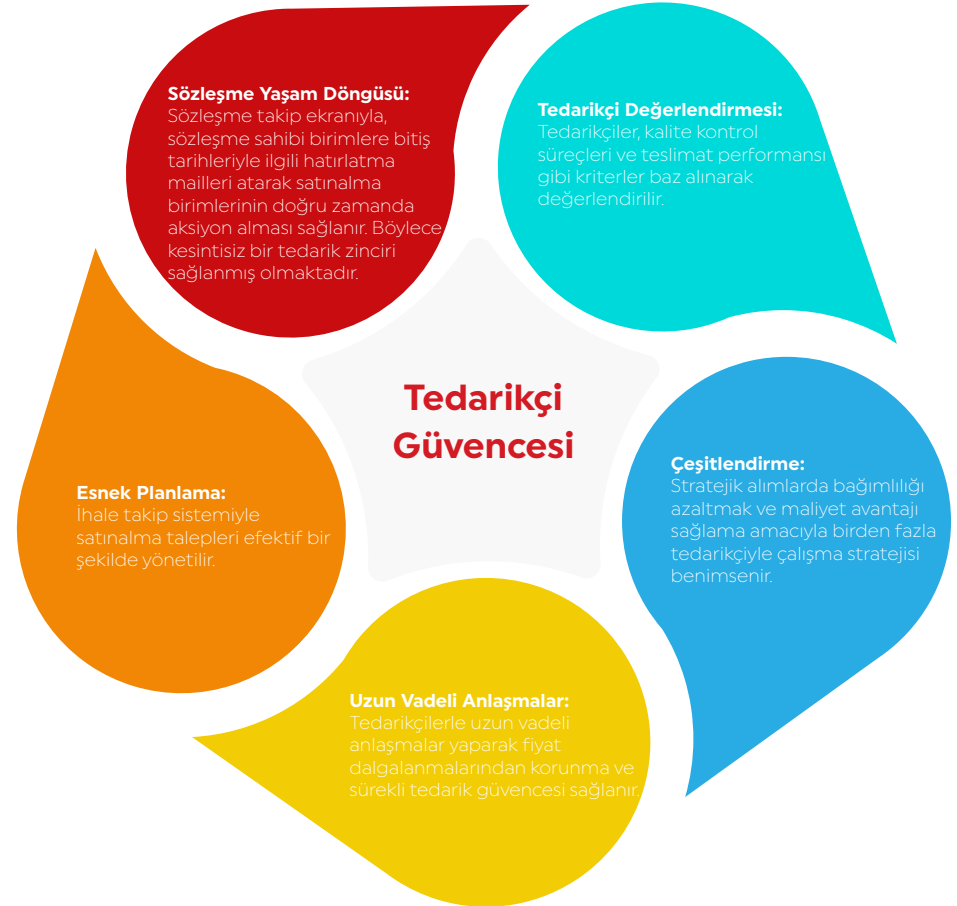 Sözleşme Yaşam Döngüsü:
Sözleşme takip ekranıyla,
sözleşme sahibi birimlere bitiş
tarihleriyle ilgili hatırlatma
mailleri atarak satınalma
birimlerinin doğru zamanda
aksiyon alması sağlanır. Böylece
kesintisiz bir tedarik zinciri
sağlanmış olmaktadır.
Tedarikçi Değerlendirmesi:
Tedarikçiler, kalite kontrol
süreçleri ve teslimat performansı
gibi kriterler baz alınarak
değerlendirilir.
Tedarikçi
Güvencesi
Çeşitlendirme:
Stratejik alımlarda bağımlılığı
azaltmak ve maliyet avantajı
sağlama amacıyla birden fazla
tedarikçiyle çalışma stratejisi
benimsenir.
Esnek Planlama:
İhale takip sistemiyle
satınalma talepleri efektif bir
şekilde yönetilir.
Uzun Vadeli Anlaşmalar:
Tedarikçilerle uzun vadeli
anlaşmalar yaparak fiyat
dalgalanmalarından korunma ve
sürekli tedarik güvencesi sağlanır.